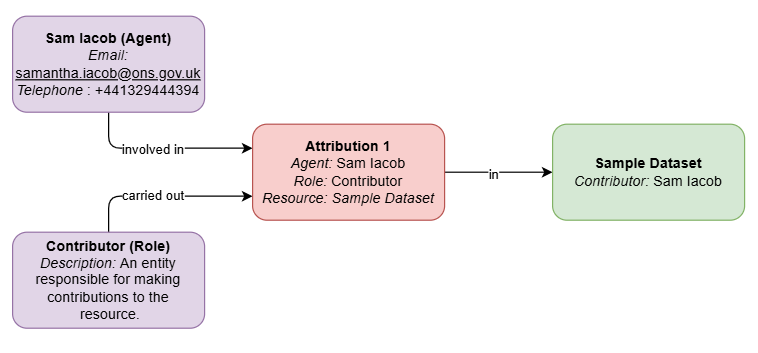 Sam Iacob (Agent)
Email:
samantha.iacob@ons.gov.uk
Telephone : +441329444394
involved in
carried out
Contributor (Role)
Description: An entity
responsible for making
contributions to the
resource.
Attribution 1
Agent: Sam Iacob
Role: Contributor
Resource: Sample Dataset
in
Sample Dataset
Contributor: Sam Iacob